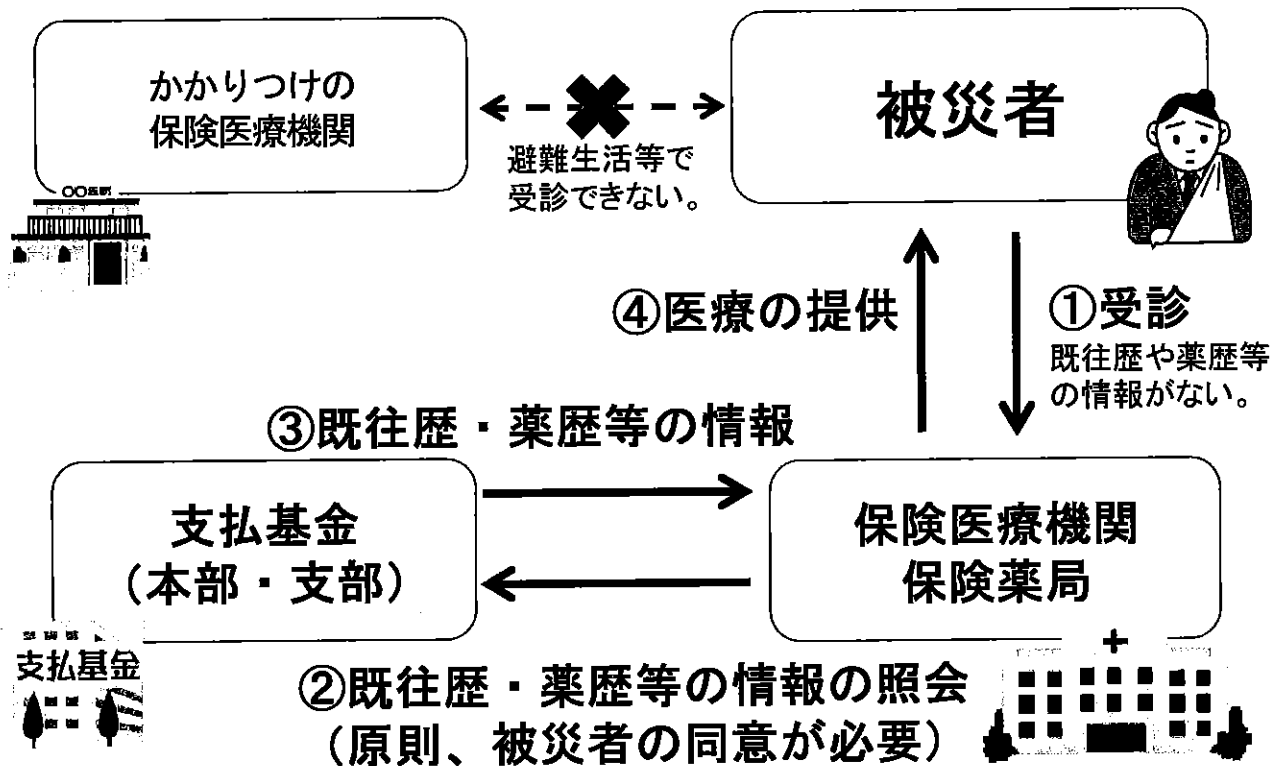 かかりつけの
保険医療機関
避難生活等で
受診できない。
被災者
④医療の提供
①受診
既往歴や薬歴等
の情報がない。
③既往歴・薬歴等の情報
支払基金
（本部・支部）
保険医療機関
保険薬局
支払基金
②既往歴・薬歴等の情報の照会
（原則、被災者の同意が必要）